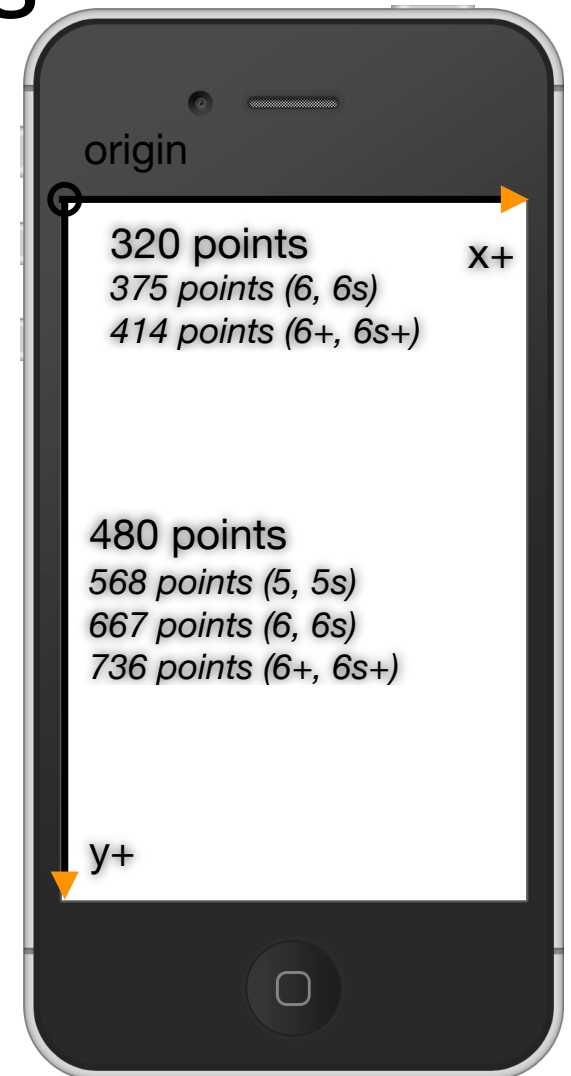 origin
320 points
x+
375 points (6, 6s)
414 points (6+, 6s+)
480 points
568 points (5, 5s)
667 points (6, 6s)
736 points (6+, 6s+)
y+